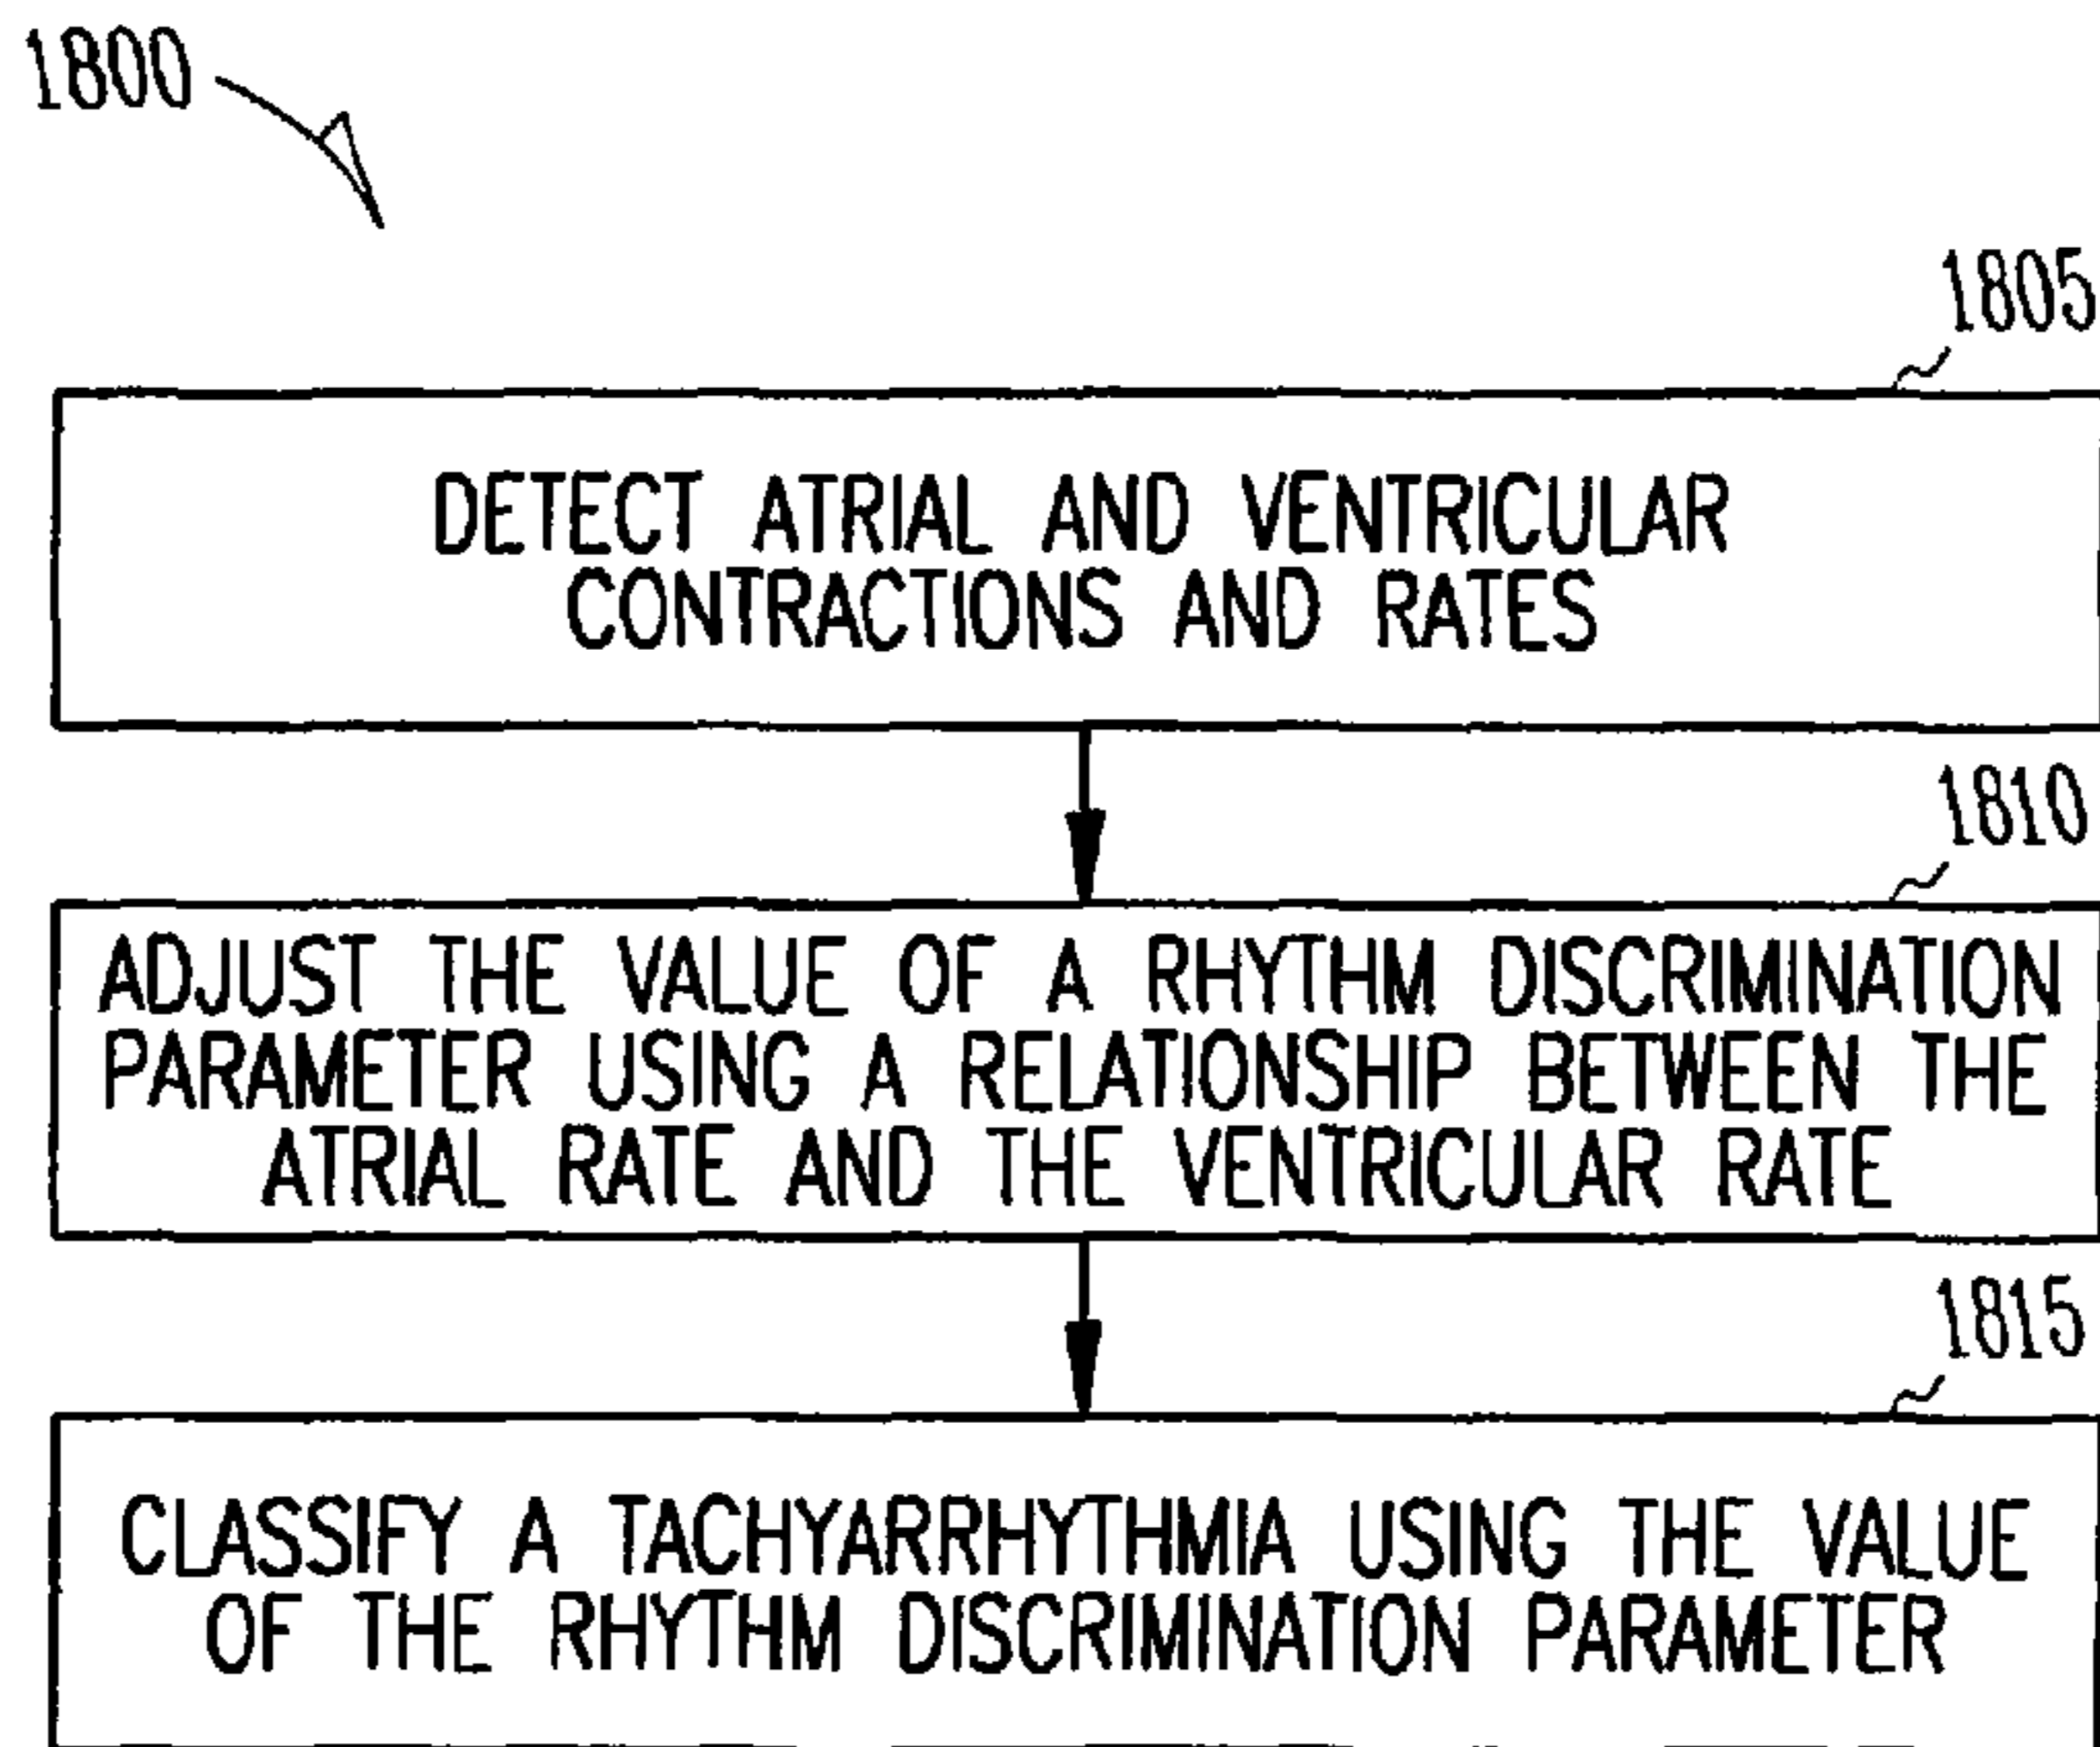 1800
1805
DETECT ATRIAL AND VENTRICULAR
CONTRACTIONS AND RATES
1810
ADJUST THE VALUE OF A RHYTHM DISCRIMINATION
PARAMETER USING A RELATIONSHIP BETWEEN THE
ATRIAL RATE AND THE VENTRICULAR RATE
1815
CLASSIFY A TACHYARRHYTHMIA USING THE VALUE
OF THE RHYTHM DISCRIMINATION PARAMETER